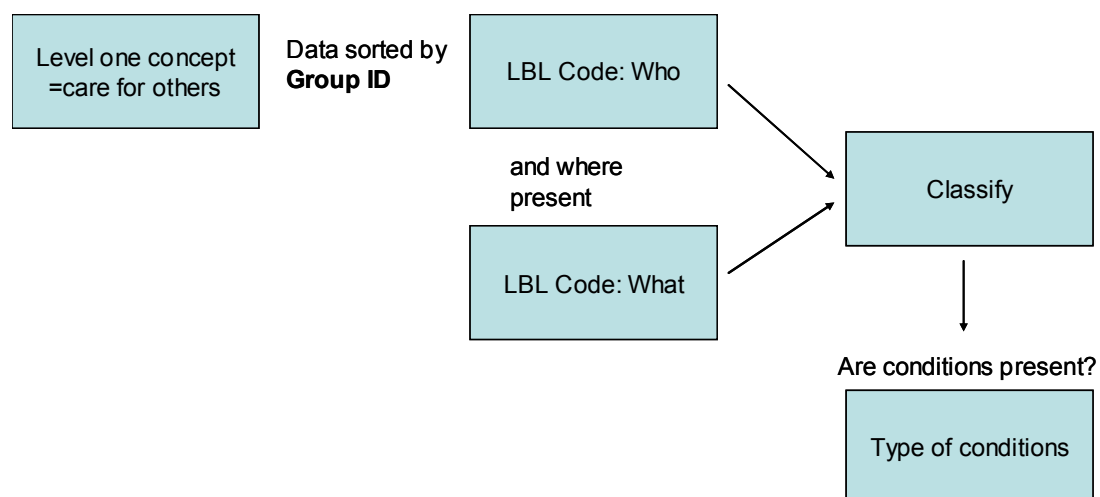 Level one concept
=care for others
Data sorted by
Group ID
LBL Code: Who
and where
present
LBL Code: What
Classify
Are conditions present?
Type of conditions